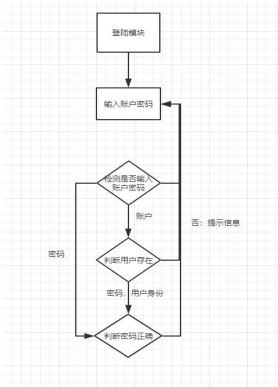 登陆模块
输入账户密码
检测是否输入
账户密码
账户
否：提示信息
密码
判断用户存在
密码、用户身份
判断密码正确